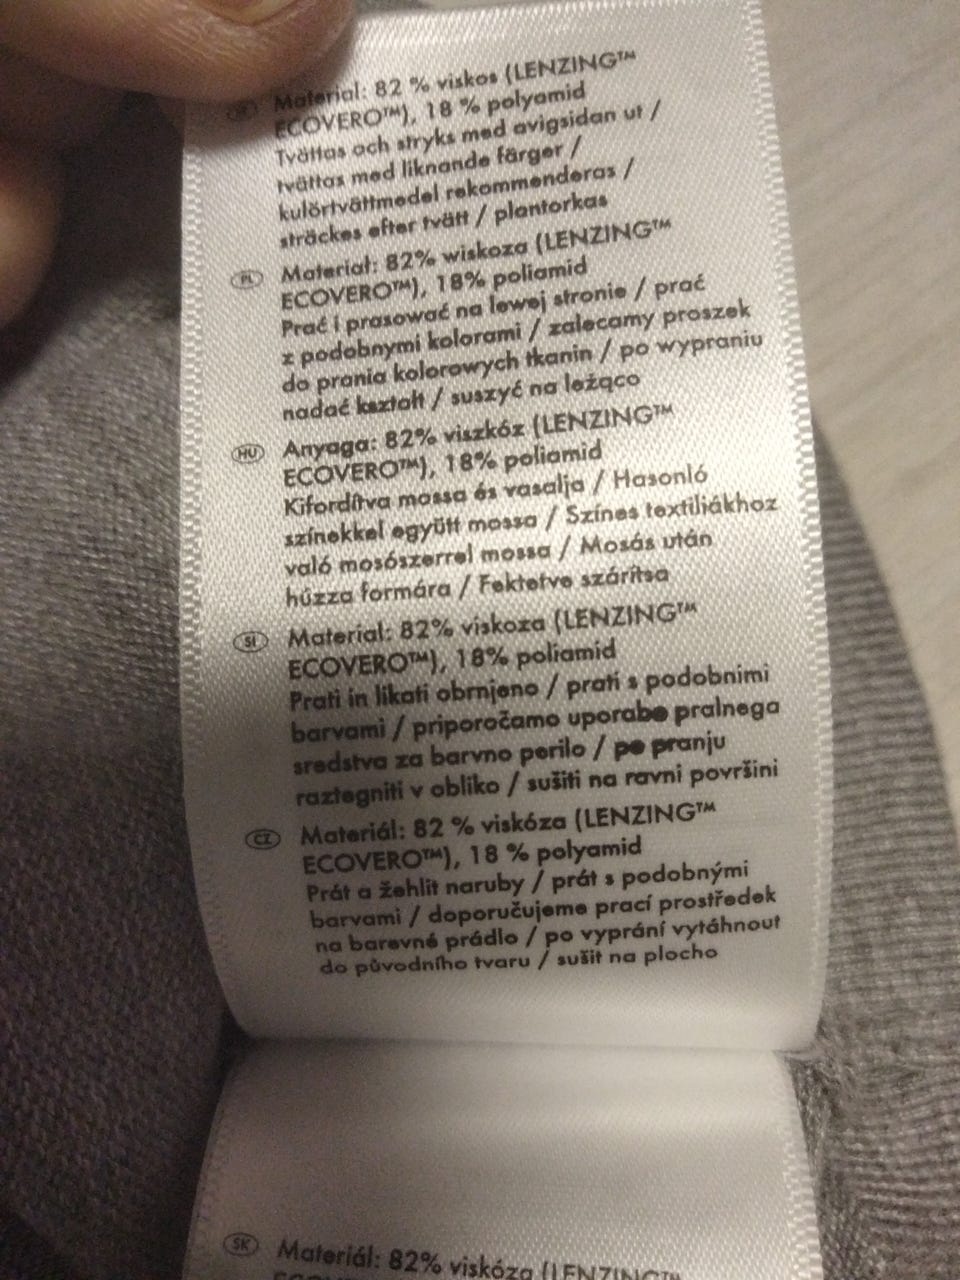 Material: 82 % viskos (LENZING™
ECOVERO™), 18 % polyamid
Tvättas och stryks med avigsidan ut /
tvättas med liknande färger /
kulörtvättmedel rekommenderas /
sträckes efter tvätt / plantorkas
PL Materiał: 82% wiskoza (LENZING™
ECOVERO™), 18% poliamid
Prać i prasować na lewej stronie / prać
z podobnymi kolorami / zalecamy proszek
do prania kolorowych tkanin / po wypraniu
nadać kształt / suszyć na leżąco
HU Anyaga: 82% viszkóz (LENZING™
ECOVERO™), 18% poliamid
Kifordítva mossa és vasalja / Hasonló
színekkel együtt mossa / Színes textiliákhoz
való mosószerrel mossa / Mosás után
húzza formára / Fektetve szárítsa
SI Material: 82% viskoza (LENZING™
ECOVERO™), 18% poliamid
Prati in likati obrnjeno / prati s podobnimi
barvami / priporočamo uporabo pralnega
sredstva za barvno perilo / po pranju
raztegniti v obliko / sušiti na ravni površini
CZ Materiál: 82 % viskóza (LENZING™
ECOVERO™), 18 % polyamid
Prát a žehlit naruby / prát s podobnými
barvami / doporučujeme prací prostředek
na barevné prádlo / po vyprání vytáhnout
do původního tvaru / sušit na plocho
SK Materiál: 82% viskóza (LENZING™